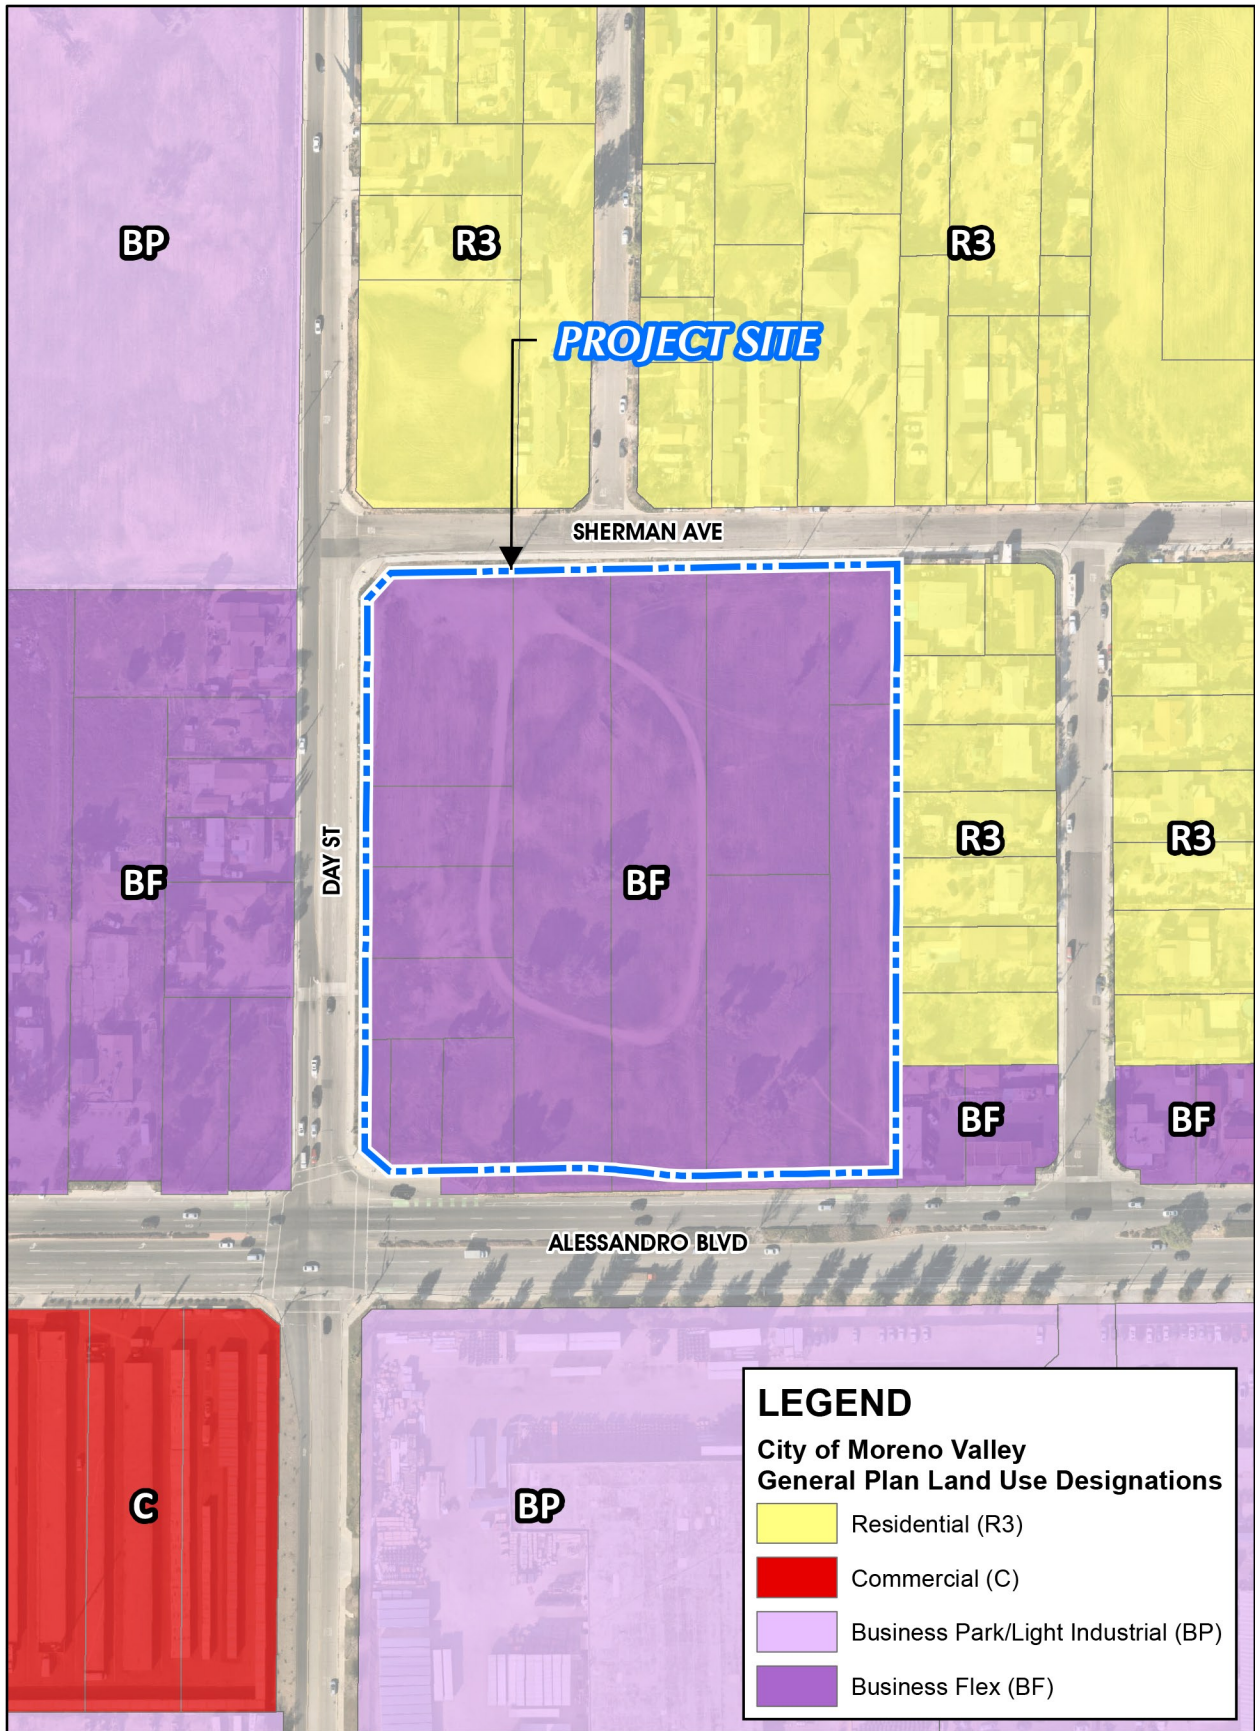 BP
R3
R3
PROJECT SITE
SHERMAN AVE
DAY ST
BF
BF
R3
R3
BF
BF
ALESSANDRO BLVD
C
BP
LEGEND
City of Moreno Valley
General Plan Land Use Designations
Residential (R3)
Commercial (C)
Business Park/Light Industrial (BP)
Business Flex (BF)